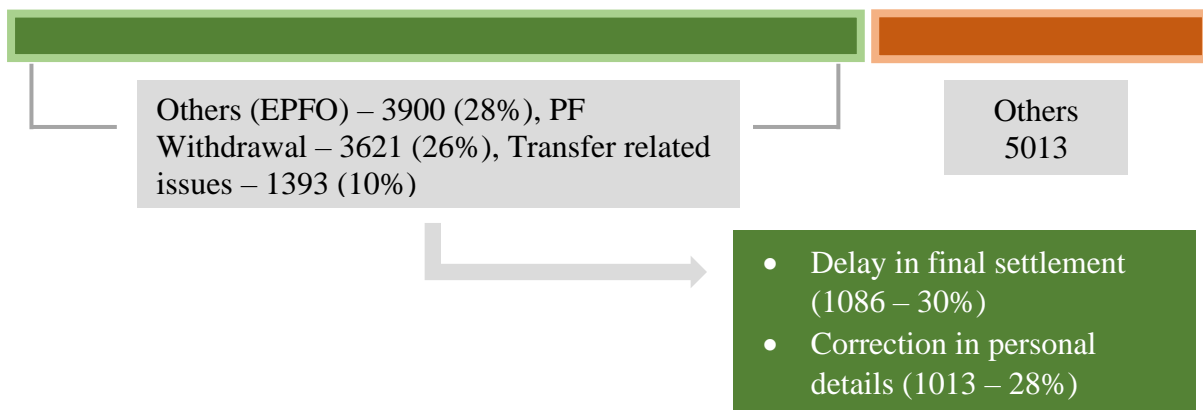 Others (EPFO) – 3900 (28%), PF
Withdrawal – 3621 (26%), Transfer related
issues – 1393 (10%)
Others
5013
• Delay in final settlement
(1086 – 30%)
• Correction in personal
details (1013 – 28%)